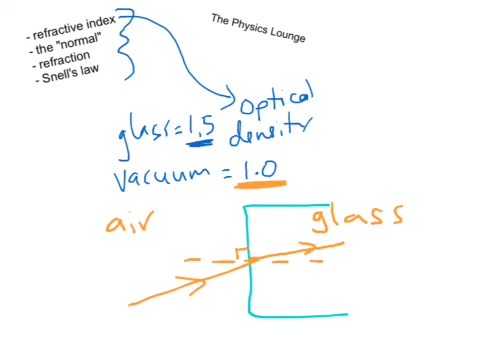 The Physics Lounge
- refractive index
- the "normal"
- refraction
- Snell's law
optical
density
glass = 1.5
vacuum = 1.0
air
glass